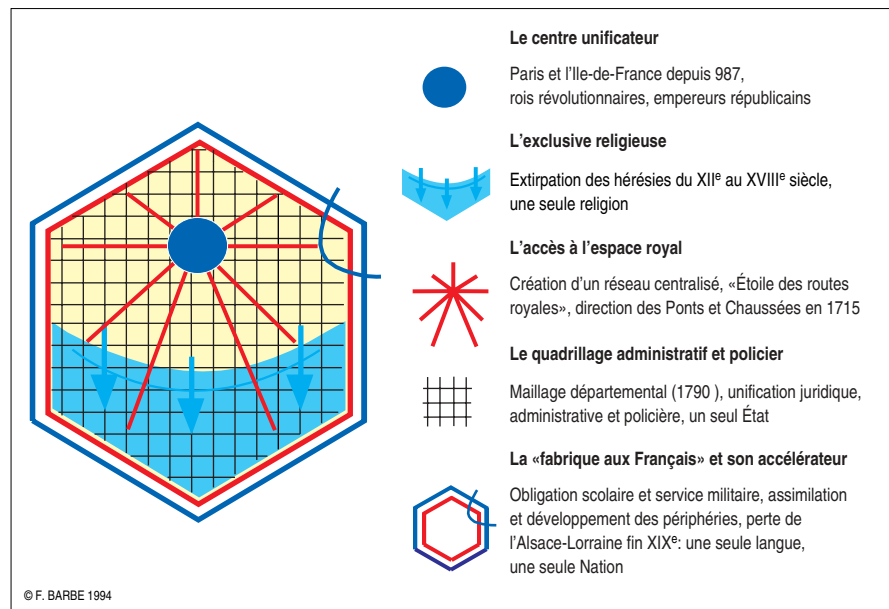 Le centre unificateur
Paris et l'Ile-de-France depuis 987,
rois révolutionnaires, empereurs républicains
L'exclusive religieuse
Extirpation des hérésies du XIIe au XVIIIe siècle,
une seule religion
L'accès à l'espace royal
Création d'un réseau centralisé, «Étoile des routes
royales», direction des Ponts et Chaussées en 1715
Le quadrillage administratif et policier
Maillage départemental (1790 ), unification juridique,
administrative et policière, un seul État
La «fabrique aux Français» et son accélérateur
Obligation scolaire et service militaire, assimilation
et développement des périphéries, perte de
l'Alsace-Lorraine fin XIXe: une seule langue,
une seule Nation
© F. BARBE 1994